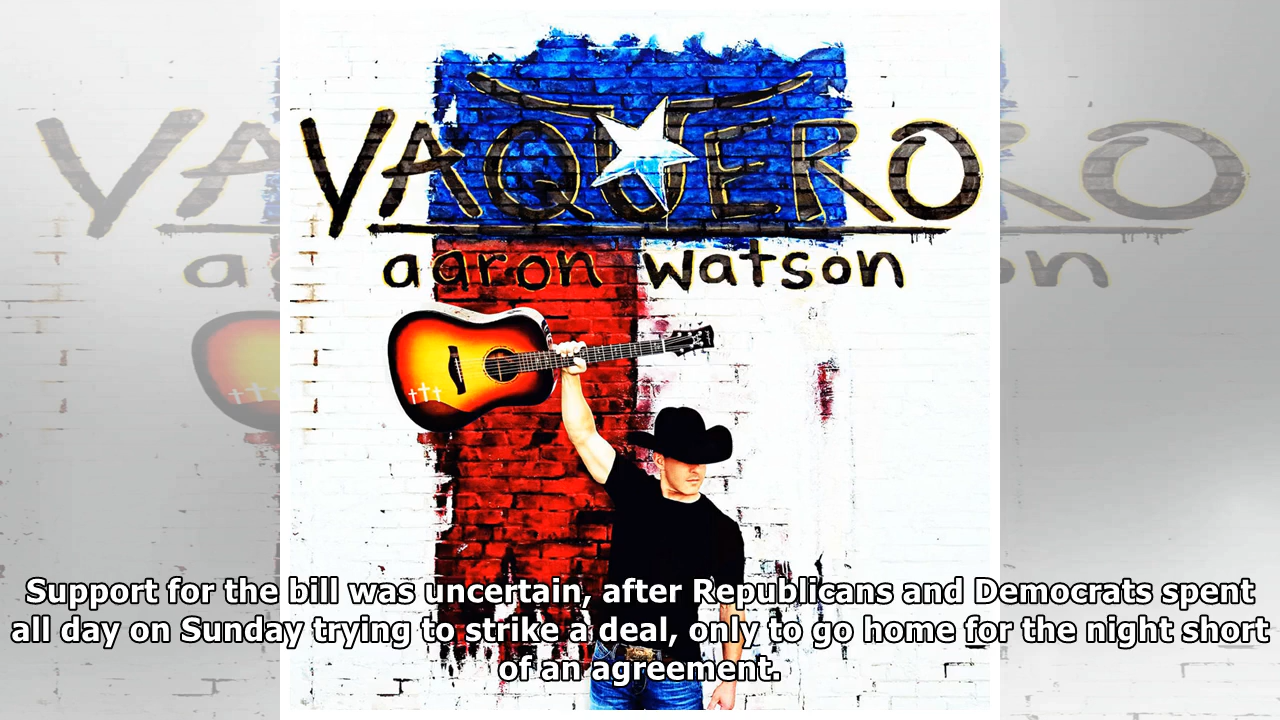 VAQUERO
aaron watson
Support for the bill was uncertain, after Republicans and Democrats spent
all day on Sunday trying to strike a deal, only to go home for the night short
of an agreement.